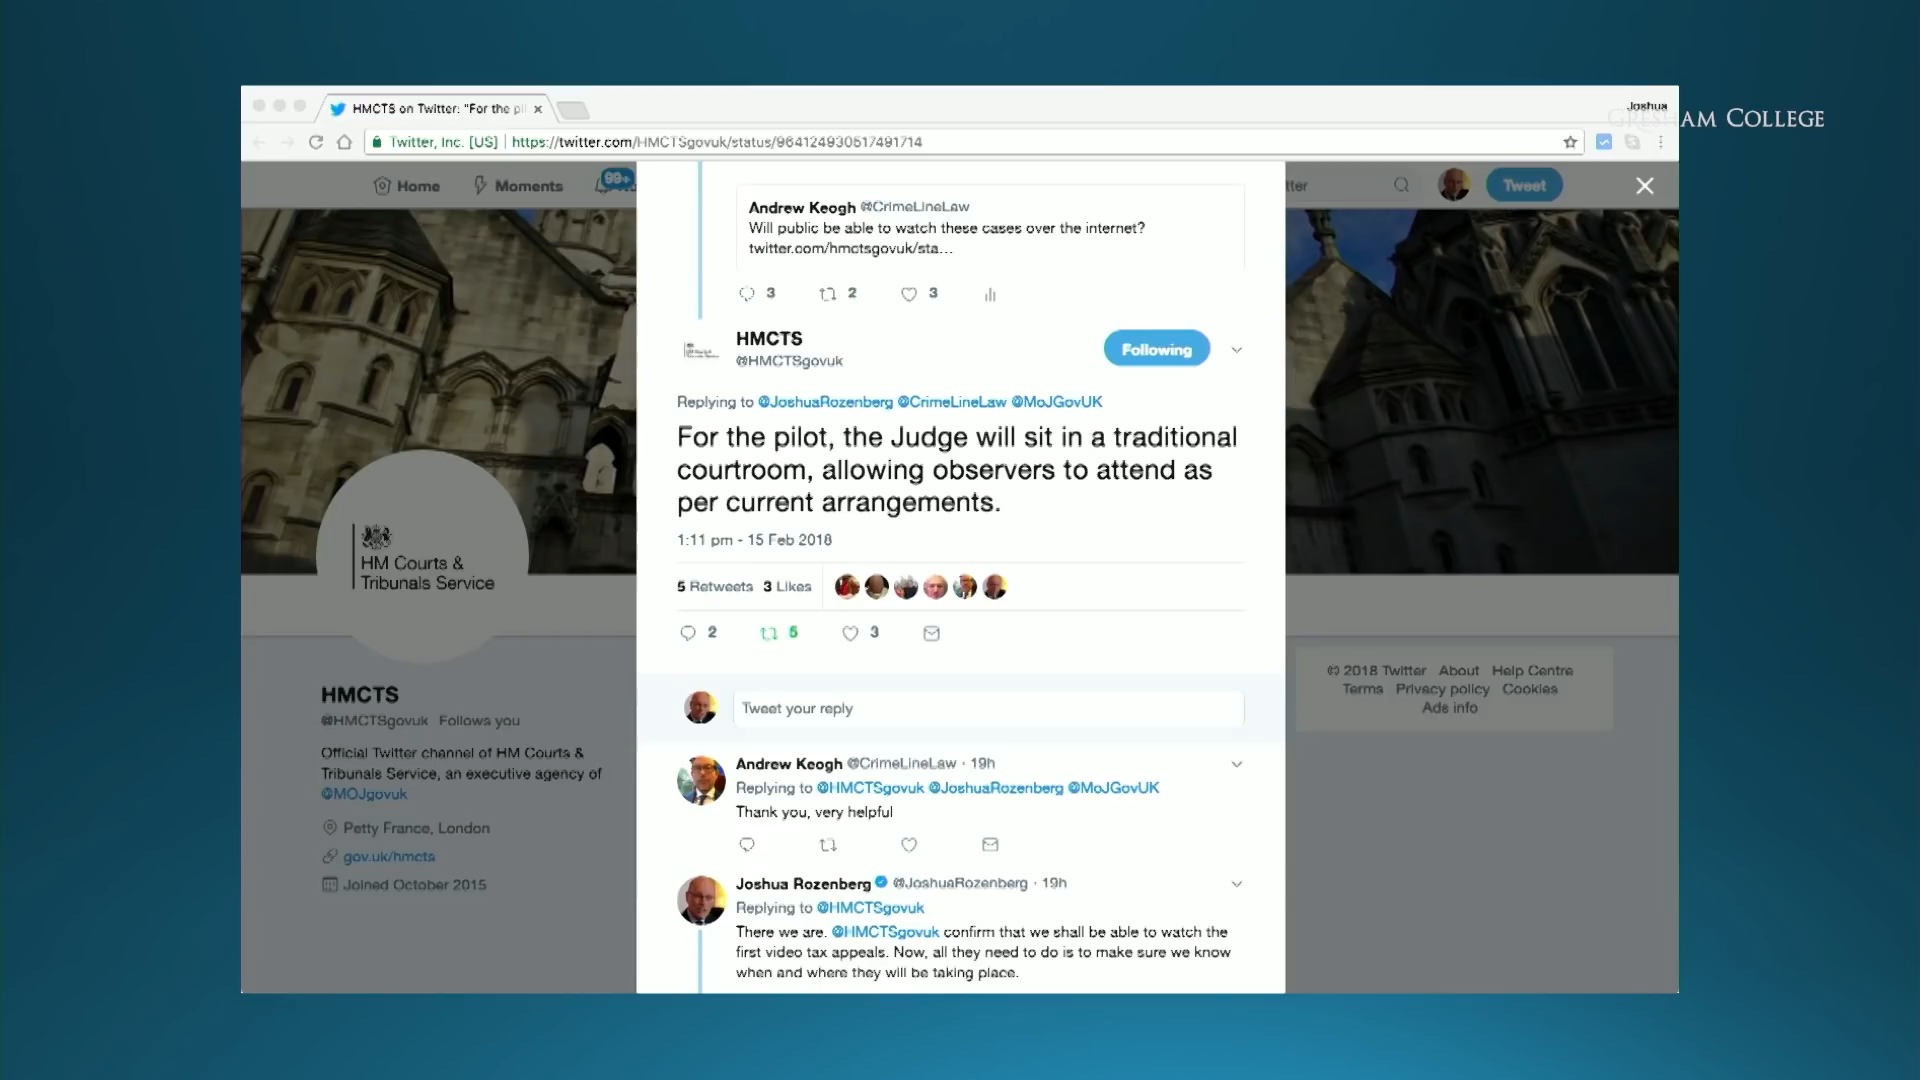 HMCTS on Twitter: "For the pi
Joshua
AM COLLEGE
Twitter, Inc. [US] | https://twitter.com/HMCTSgovuk/status/964124930517491714
Home
Moments
99+
tter
Tweet
Andrew Keogh @CrimeLineLaw
Will public be able to watch these cases over the internet?
twitter.com/hmctsgovuk/sta…
3
2
3
HMCTS
@HMCTSgovuk
Following
Replying to @JoshuaRozenberg @CrimeLineLaw @MoJGovUK
For the pilot, the Judge will sit in a traditional
courtroom, allowing observers to attend as
per current arrangements.
1:11 pm - 15 Feb 2018
5 Retweets 3 Likes
2
5
3
Tweet your reply
Andrew Keogh @CrimeLineLaw · 19h
Replying to @HMCTSgovuk @JoshuaRozenberg @MoJGovUK
Thank you, very helpful
Joshua Rozenberg @JoshuaRozenberg · 19h
Replying to @HMCTSgovuk
There we are. @HMCTSgovuk confirm that we shall be able to watch the
first video tax appeals. Now, all they need to do is to make sure we know
when and where they will be taking place.
HM Courts &
Tribunals Service
HMCTS
@HMCTSgovuk Follows you
Official Twitter channel of HM Courts &
Tribunals Service, an executive agency of
@MOJgovuk
Petty France, London
gov.uk/hmcts
Joined October 2015
© 2018 Twitter About Help Centre
Terms Privacy policy Cookies
Ads info